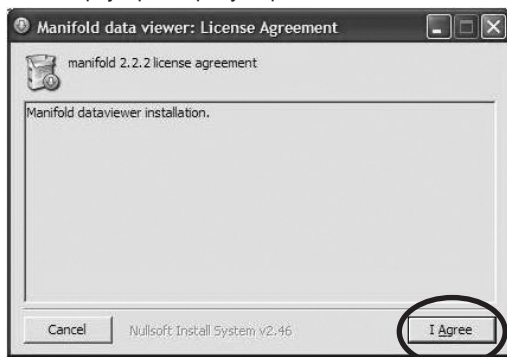 Manifold data viewer: License Agreement
manifold 2.2.2 license agreement
Manifold dataviewer installation.
Cancel
Nullsoft Install System v2.46
I Agree